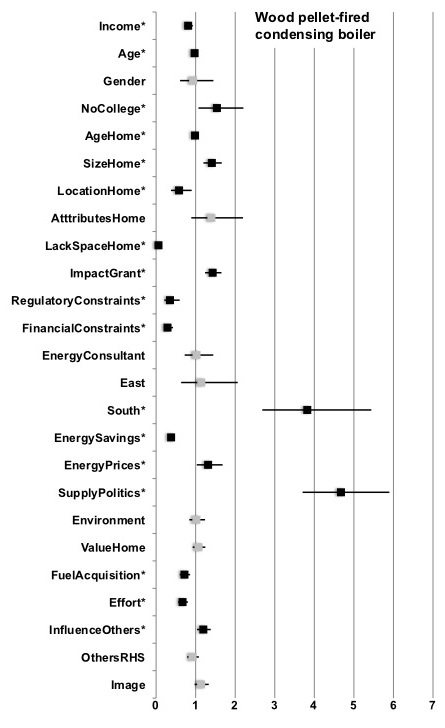 Wood pellet-fired
condensing boiler
Income*
Age*
Gender
NoCollege*
AgeHome*
SizeHome*
LocationHome*
AtttributesHome
LackSpaceHome*
ImpactGrant*
RegulatoryConstraints*
FinancialConstraints*
EnergyConsultant
East
South*
EnergySavings*
EnergyPrices*
SupplyPolitics*
Environment
ValueHome
FuelAcquisition*
Effort*
InfluenceOthers*
OthersRHS
Image
0 1 2 3 4 5 6 7